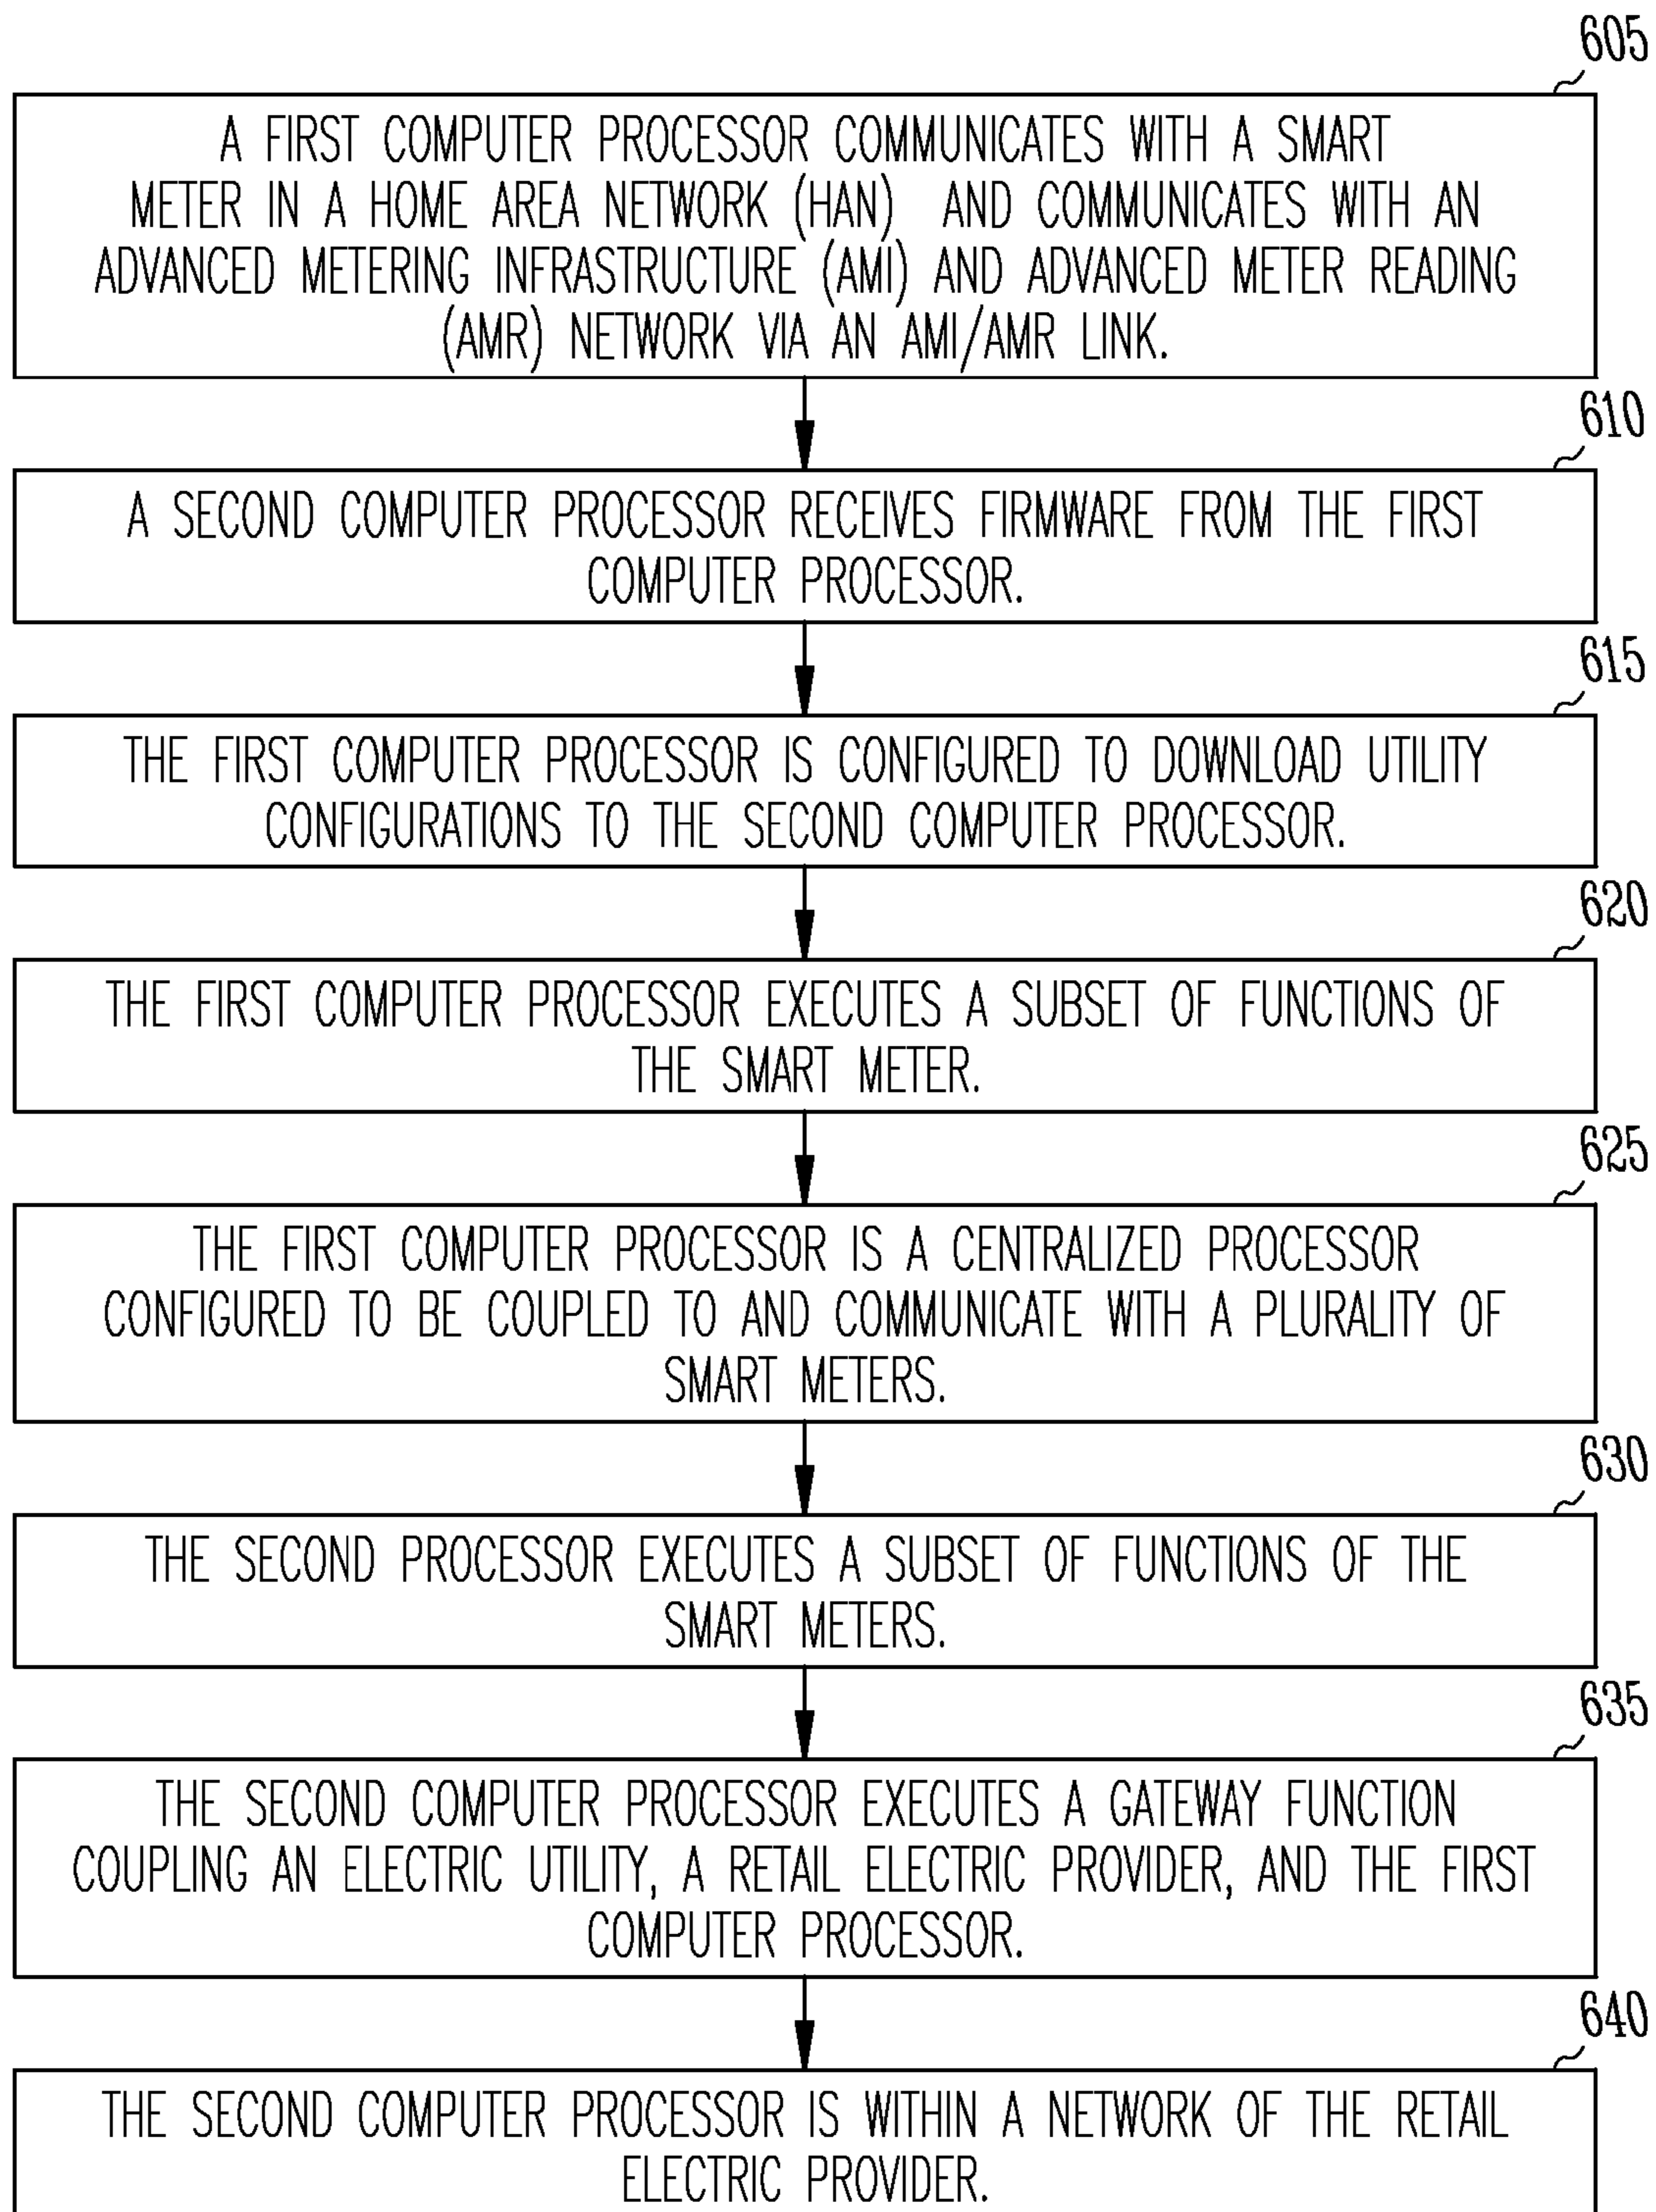 605
A FIRST COMPUTER PROCESSOR COMMUNICATES WITH A SMART
METER IN A HOME AREA NETWORK (HAN) AND COMMUNICATES WITH AN
ADVANCED METERING INFRASTRUCTURE (AMI) AND ADVANCED METER READING
(AMR) NETWORK VIA AN AMI/AMR LINK.
610
A SECOND COMPUTER PROCESSOR RECEIVES FIRMWARE FROM THE FIRST
COMPUTER PROCESSOR.
615
THE FIRST COMPUTER PROCESSOR IS CONFIGURED TO DOWNLOAD UTILITY
CONFIGURATIONS TO THE SECOND COMPUTER PROCESSOR.
620
THE FIRST COMPUTER PROCESSOR EXECUTES A SUBSET OF FUNCTIONS OF
THE SMART METER.
625
THE FIRST COMPUTER PROCESSOR IS A CENTRALIZED PROCESSOR
CONFIGURED TO BE COUPLED TO AND COMMUNICATE WITH A PLURALITY OF
SMART METERS.
630
THE SECOND PROCESSOR EXECUTES A SUBSET OF FUNCTIONS OF THE
SMART METERS.
635
THE SECOND COMPUTER PROCESSOR EXECUTES A GATEWAY FUNCTION
COUPLING AN ELECTRIC UTILITY, A RETAIL ELECTRIC PROVIDER, AND THE FIRST
COMPUTER PROCESSOR.
640
THE SECOND COMPUTER PROCESSOR IS WITHIN A NETWORK OF THE RETAIL
ELECTRIC PROVIDER.